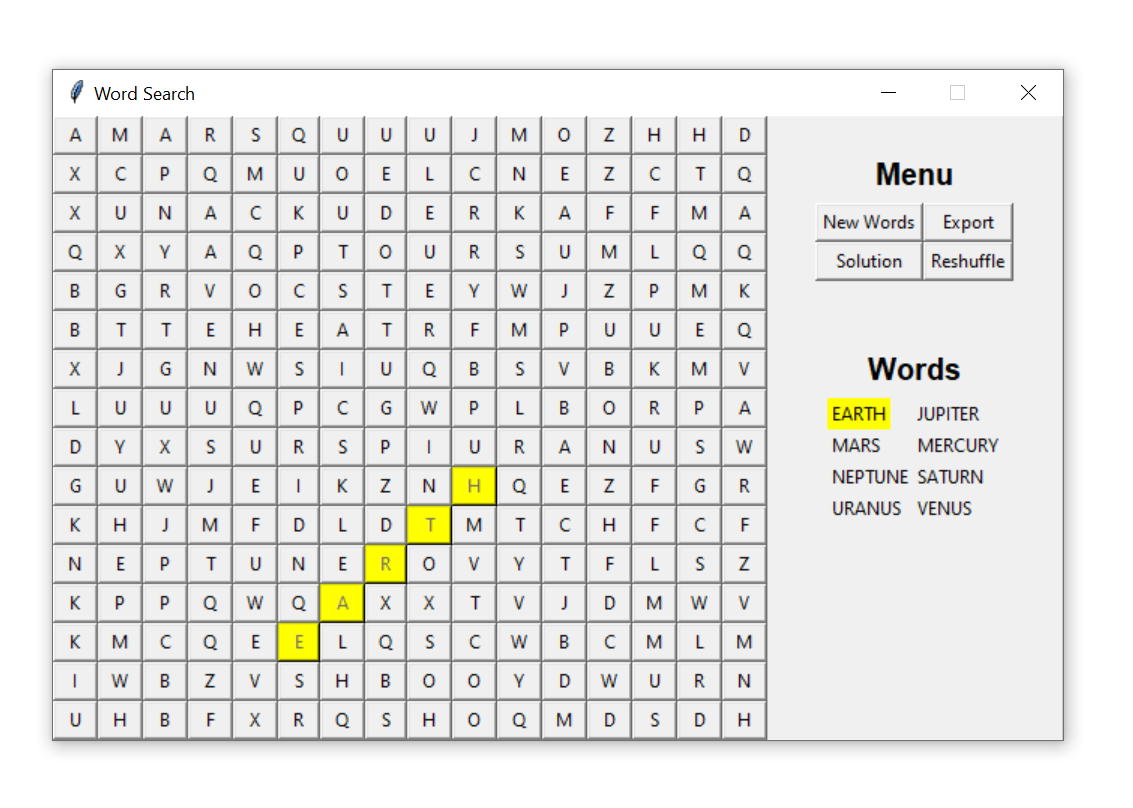 Word Search
A M A R S Q U U U J M O Z H H D
X C P Q M U O E L C N E Z C T Q
Menu
X U N A C K U D E R K A F F M A
New Words Export
Q X Y A Q P T O U R S U M L Q Q
Solution Reshuffle
B G R V O C S T E Y W J Z P M K
B T T E H E A T R F M P U U E Q
X J G N W S I U Q B S V B K M V
Words
L U U U Q P C G W P L B O R P A
EARTH JUPITER
D Y X S U R S P I U R A N U S W
MARS MERCURY
G U W J E I K Z N H Q E Z F G R
NEPTUNE SATURN
K H J M F D L D T M T C H F C F
URANUS VENUS
N E P T U N E R O V Y T F L S Z
K P P Q W Q A X X T V J D M W V
K M C Q E E L Q S C W B C M L M
I W B Z V S H B O O Y D W U R N
U H B F X R Q S H O Q M D S D H